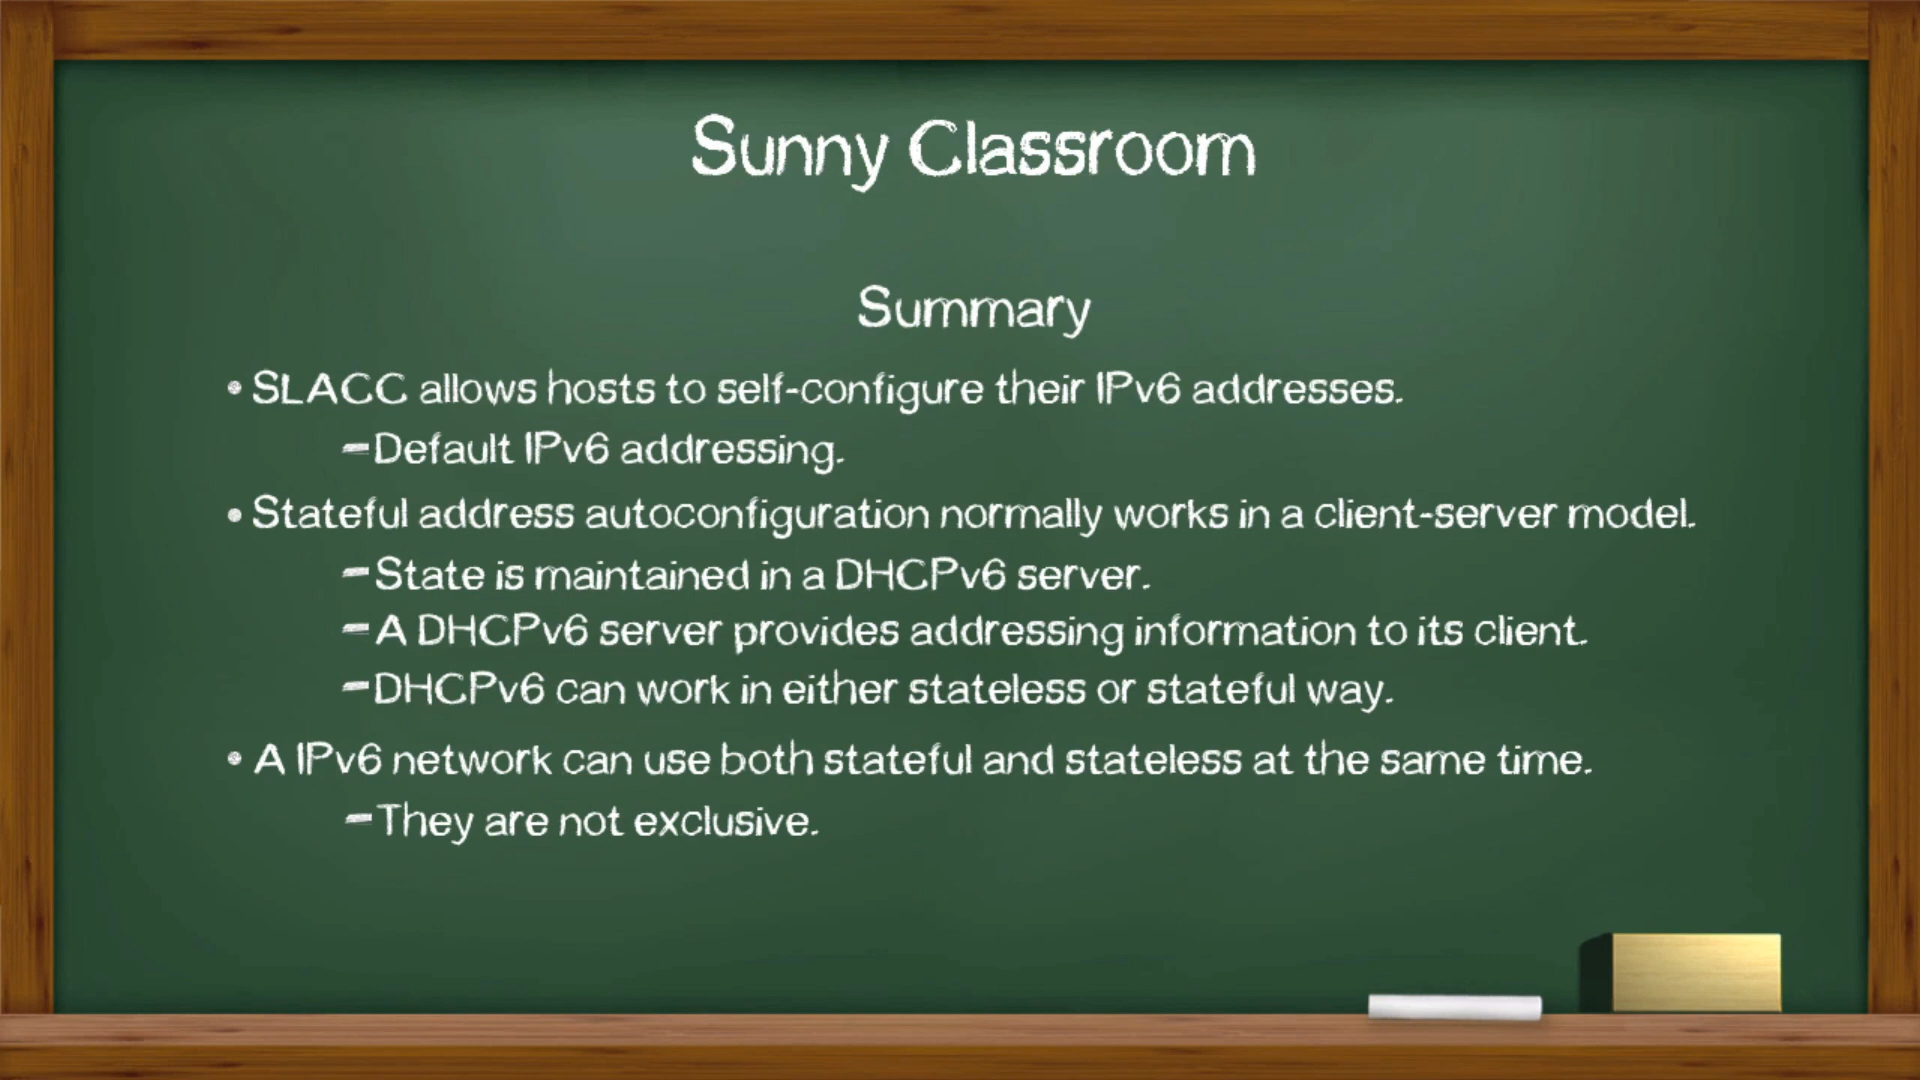 Sunny Classroom
Summary
• SLACC allows hosts to self-configure their IPv6 addresses.
-Default IPv6 addressing.
• Stateful address autoconfiguration normally works in a client-server model.
-State is maintained in a DHCPv6 server.
-A DHCPv6 server provides addressing information to its client.
-DHCPv6 can work in either stateless or stateful way.
• A IPv6 network can use both stateful and stateless at the same time.
-They are not exclusive.